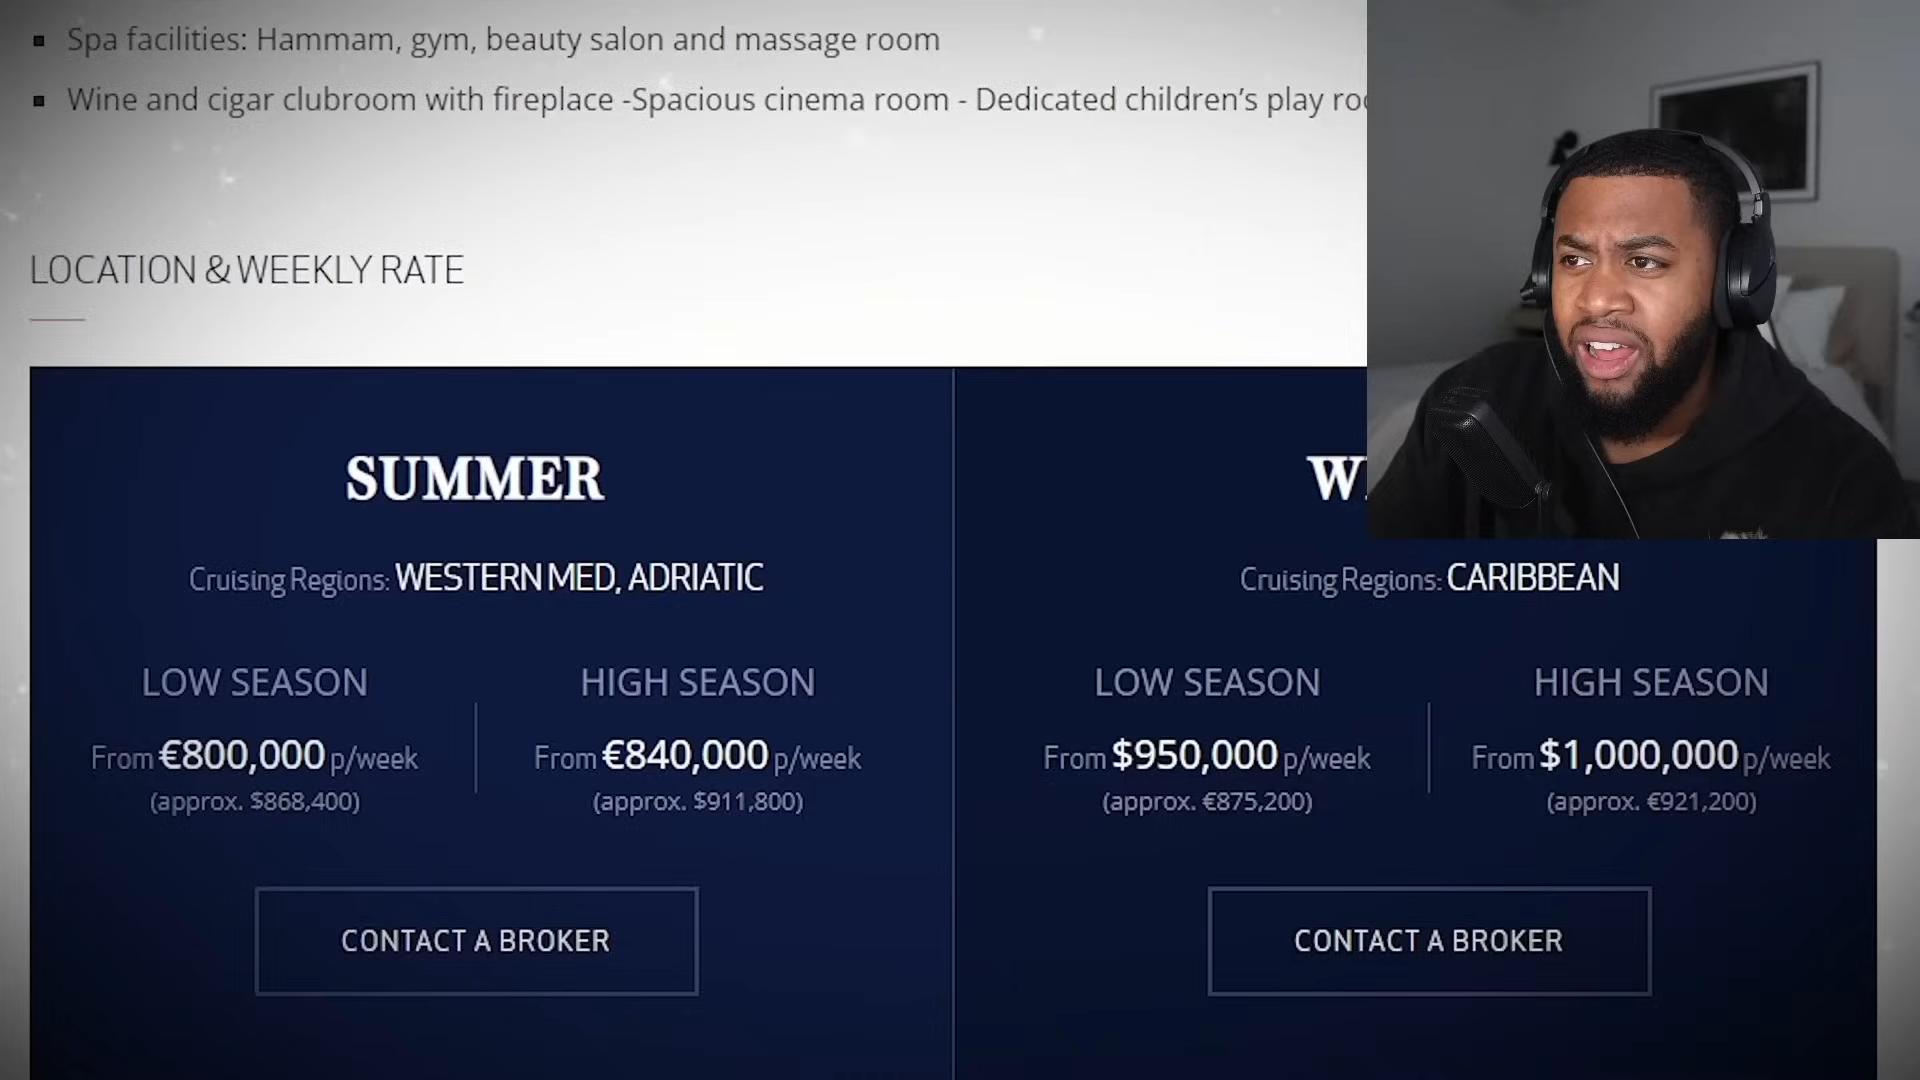 Spa facilities: Hammam, gym, beauty salon and massage room
Wine and cigar clubroom with fireplace -Spacious cinema room - Dedicated children's play
LOCATION & WEEKLY RATE
SUMMER
Cruising Regions: WESTERN MED, ADRIATIC
Cruising Regions: CARIBBEAN
LOW SEASON
HIGH SEASON
LOW SEASON
HIGH SEASON
From €800,000 p/week
From €840,000 p/week
From $950,000 p/week
From $1,000,000 p/week
(approx. $868,400)
(approx. $911,800)
(approx. €875,200)
(approx. €921,200)
CONTACT A BROKER
CONTACT A BROKER